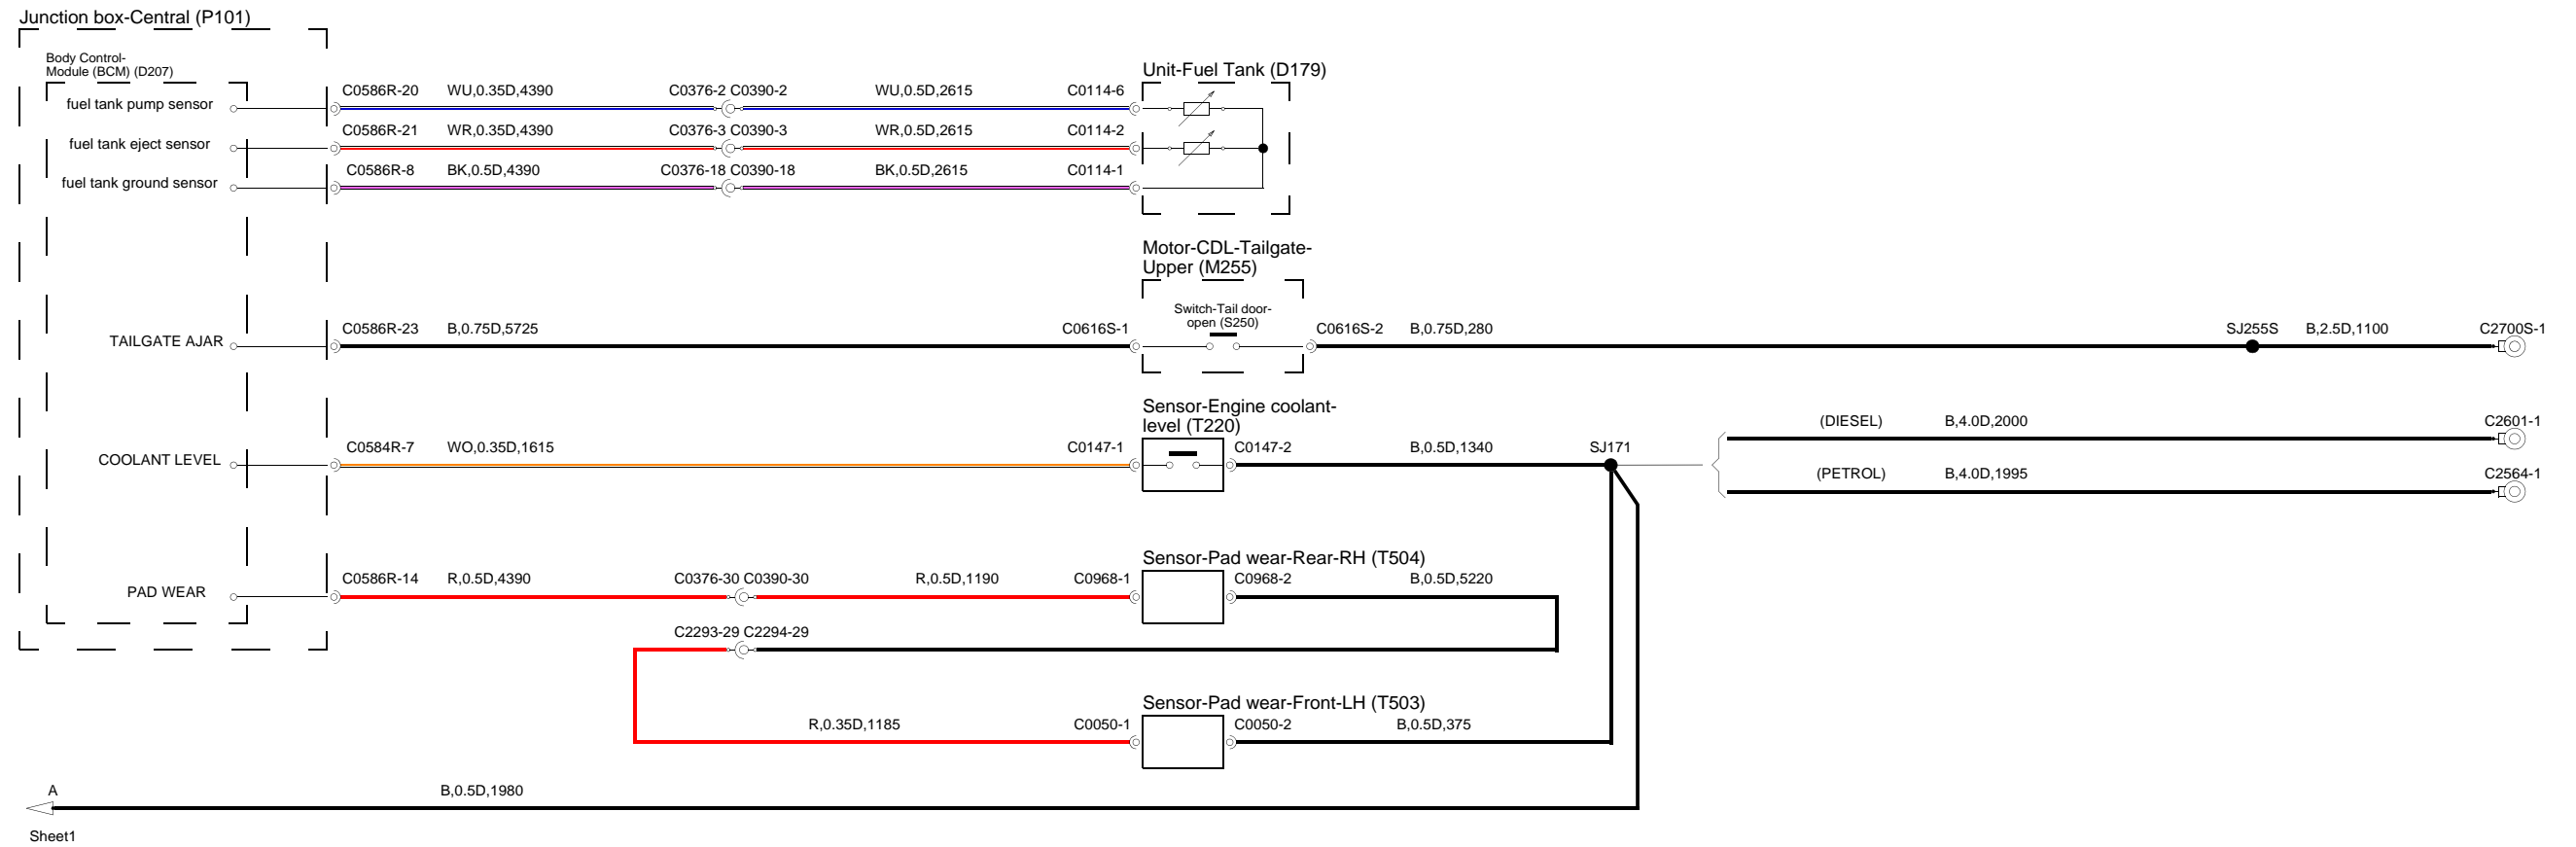 Junction box-Central (P101)
Body Control-
Module (BCM) (D207)
fuel tank pump sensor
C0586R-20 WU,0.35D,4390 C0376-2 C0390-2 WU,0.5D,2615 C0114-6
Unit-Fuel Tank (D179)
fuel tank eject sensor
C0586R-21 WR,0.35D,4390 C0376-3 C0390-3 WR,0.5D,2615 C0114-2
fuel tank ground sensor
C0586R-8 BK,0.5D,4390 C0376-18 C0390-18 BK,0.5D,2615 C0114-1
Motor-CDL-Tailgate-
Upper (M255)
Switch-Tail door-
open (S250)
TAILGATE AJAR
C0586R-23 B,0.75D,5725 C0616S-1 C0616S-2 B,0.75D,280 SJ255S B,2.5D,1100 C2700S-1
Sensor-Engine coolant-
level (T220)
(DIESEL) B,4.0D,2000 C2601-1
COOLANT LEVEL
C0584R-7 WO,0.35D,1615 C0147-1 C0147-2 B,0.5D,1340 SJ171
(PETROL) B,4.0D,1995 C2564-1
Sensor-Pad wear-Rear-RH (T504)
PAD WEAR
C0586R-14 R,0.5D,4390 C0376-30 C0390-30 R,0.5D,1190 C0968-1 C0968-2 B,0.5D,5220
C2293-29 C2294-29
Sensor-Pad wear-Front-LH (T503)
R,0.35D,1185 C0050-1 C0050-2 B,0.5D,375
A B,0.5D,1980
Sheet1